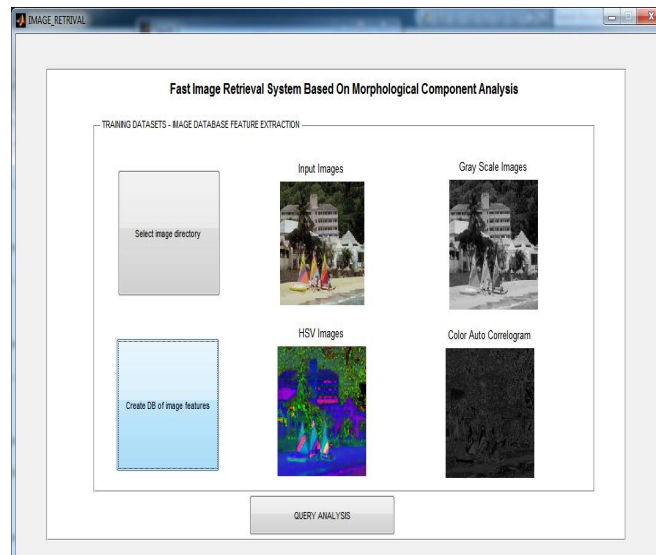 IMAGE_RETRIVAL
Fast Image Retrieval System Based On Morphological Component Analysis
TRAINING DATASETS - IMAGE DATABASE FEATURE EXTRACTION
Input Images
Gray Scale Images
Select image directory
HSV Images
Color Auto Correlogram
Create DB of image features
QUERY ANALYSIS